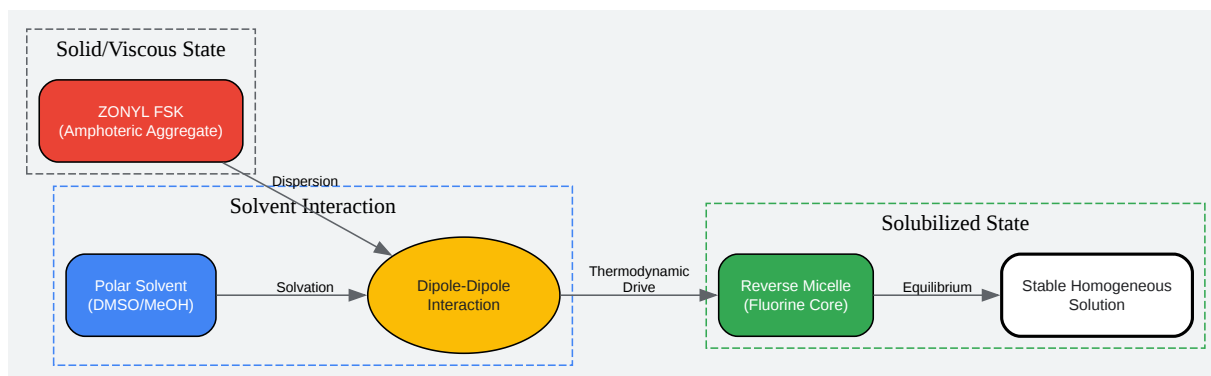 Solid/Viscous State
ZONYL FSK
(Amphoteric Aggregate)
Dispersion
Solvent Interaction
Polar Solvent
(DMSO/MeOH)
Solvation
Dipole-Dipole
Interaction
Thermodynamic
Drive
Solubilized State
Reverse Micelle
(Fluorine Core)
Equilibrium
Stable Homogeneous
Solution